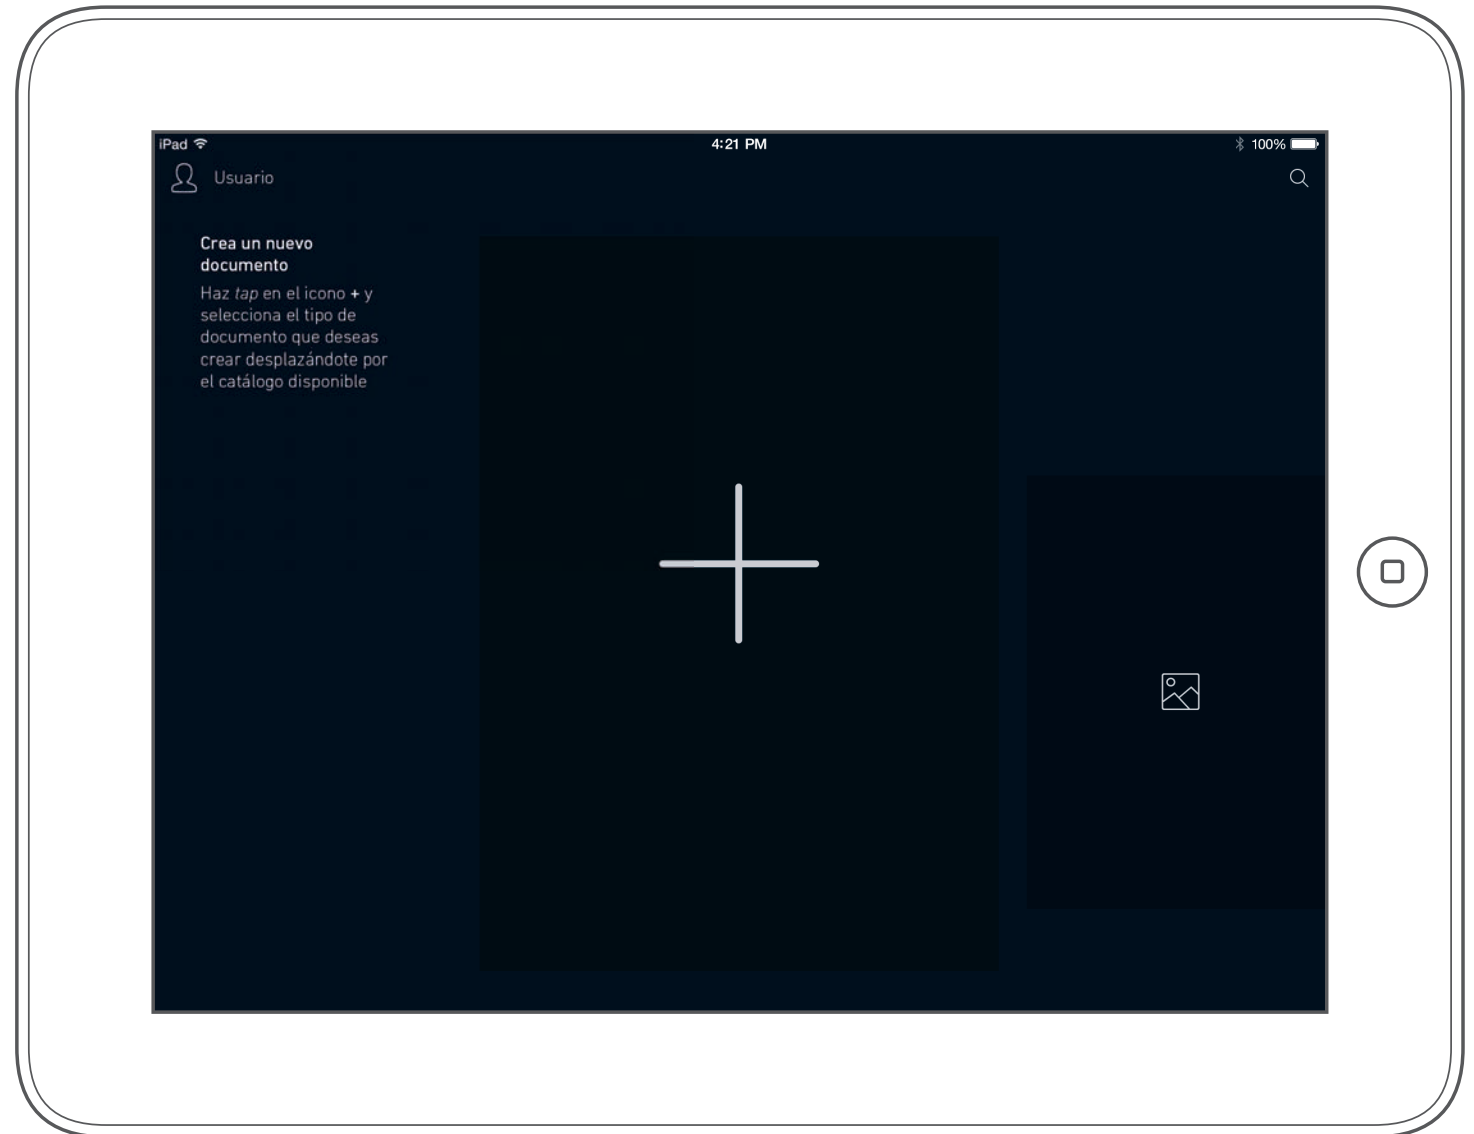 iPad 4:21 PM 100%
Usuario
Crea un nuevo
documento
Haz tap en el icono + y
selecciona el tipo de
documento que deseas
crear desplazándote por
el catálogo disponible